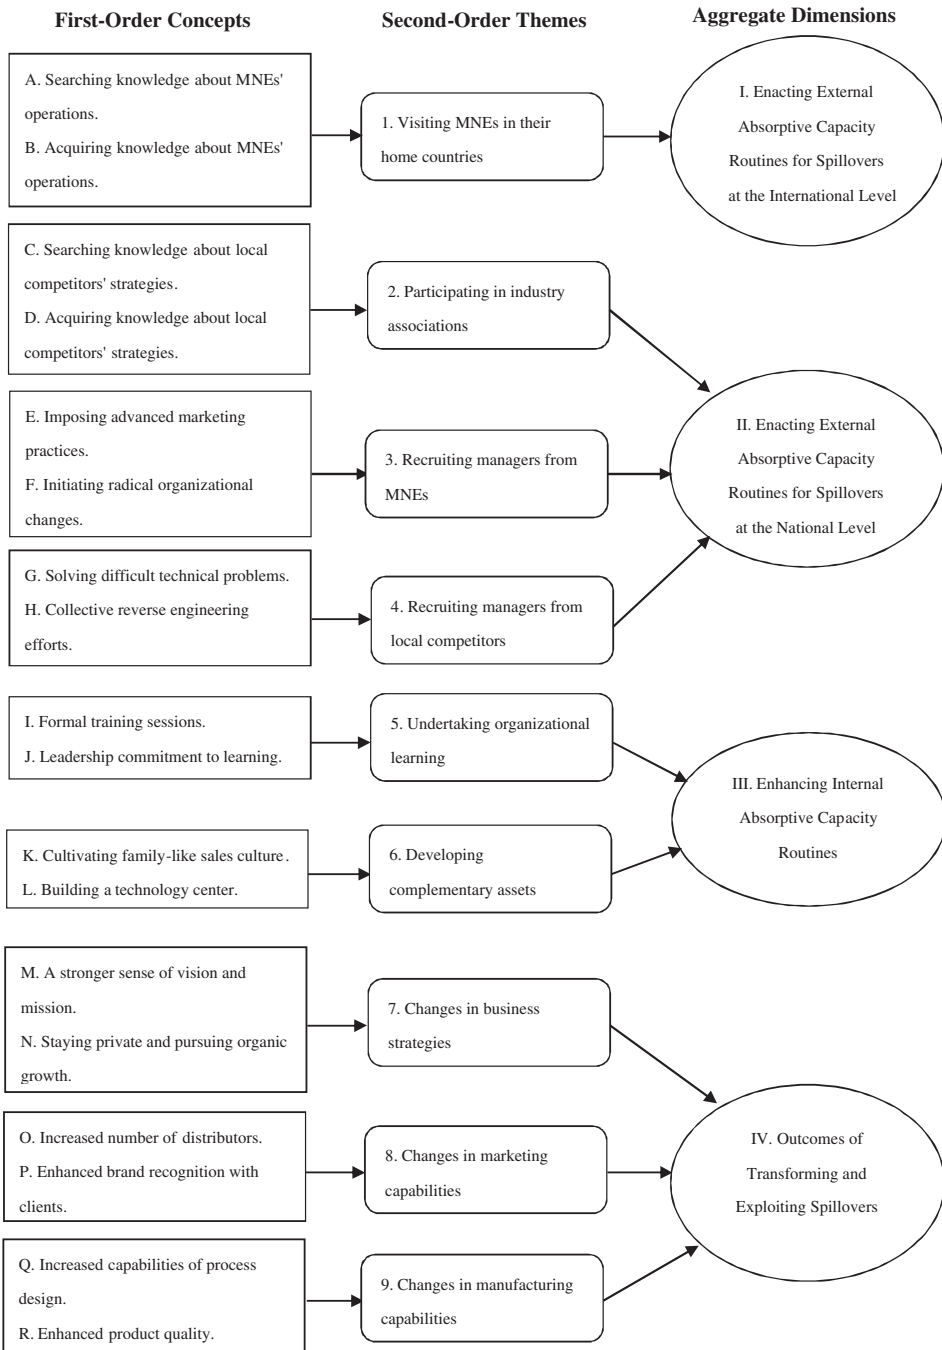 First-Order Concepts
Second-Order Themes
Aggregate Dimensions
A. Searching knowledge about MNEs'
operations.
B. Acquiring knowledge about MNEs'
operations.
1. Visiting MNEs in their
home countries
I. Enacting External
Absorptive Capacity
Routines for Spillovers
at the International Level
C. Searching knowledge about local
competitors' strategies.
D. Acquiring knowledge about local
competitors' strategies.
2. Participating in industry
associations
E. Imposing advanced marketing
practices.
F. Initiating radical organizational
changes.
3. Recruiting managers from
MNEs
II. Enacting External
Absorptive Capacity
Routines for Spillovers
at the National Level
G. Solving difficult technical problems.
H. Collective reverse engineering
efforts.
4. Recruiting managers from
local competitors
I. Formal training sessions.
J. Leadership commitment to learning.
5. Undertaking organizational
learning
III. Enhancing Internal
Absorptive Capacity
Routines
K. Cultivating family-like sales culture.
L. Building a technology center.
6. Developing
complementary assets
M. A stronger sense of vision and
mission.
N. Staying private and pursuing organic
growth.
7. Changes in business
strategies
O. Increased number of distributors.
P. Enhanced brand recognition with
clients.
8. Changes in marketing
capabilities
IV. Outcomes of
Transforming and
Exploiting Spillovers
Q. Increased capabilities of process
design.
R. Enhanced product quality.
9. Changes in manufacturing
capabilities